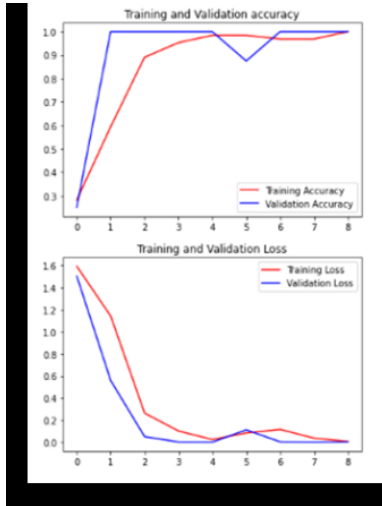 Training and Validation accuracy
1.0
0.9
0.8
0.7
0.6
0.5
0.4
0.3
Training Accuracy
Validation Accuracy
0 1 2 3 4 5 6 7 8
Training and Validation Loss
1.6
1.4
1.2
1.0
0.8
0.6
0.4
0.2
0.0
Training Loss
Validation Loss
0 1 2 3 4 5 6 7 8